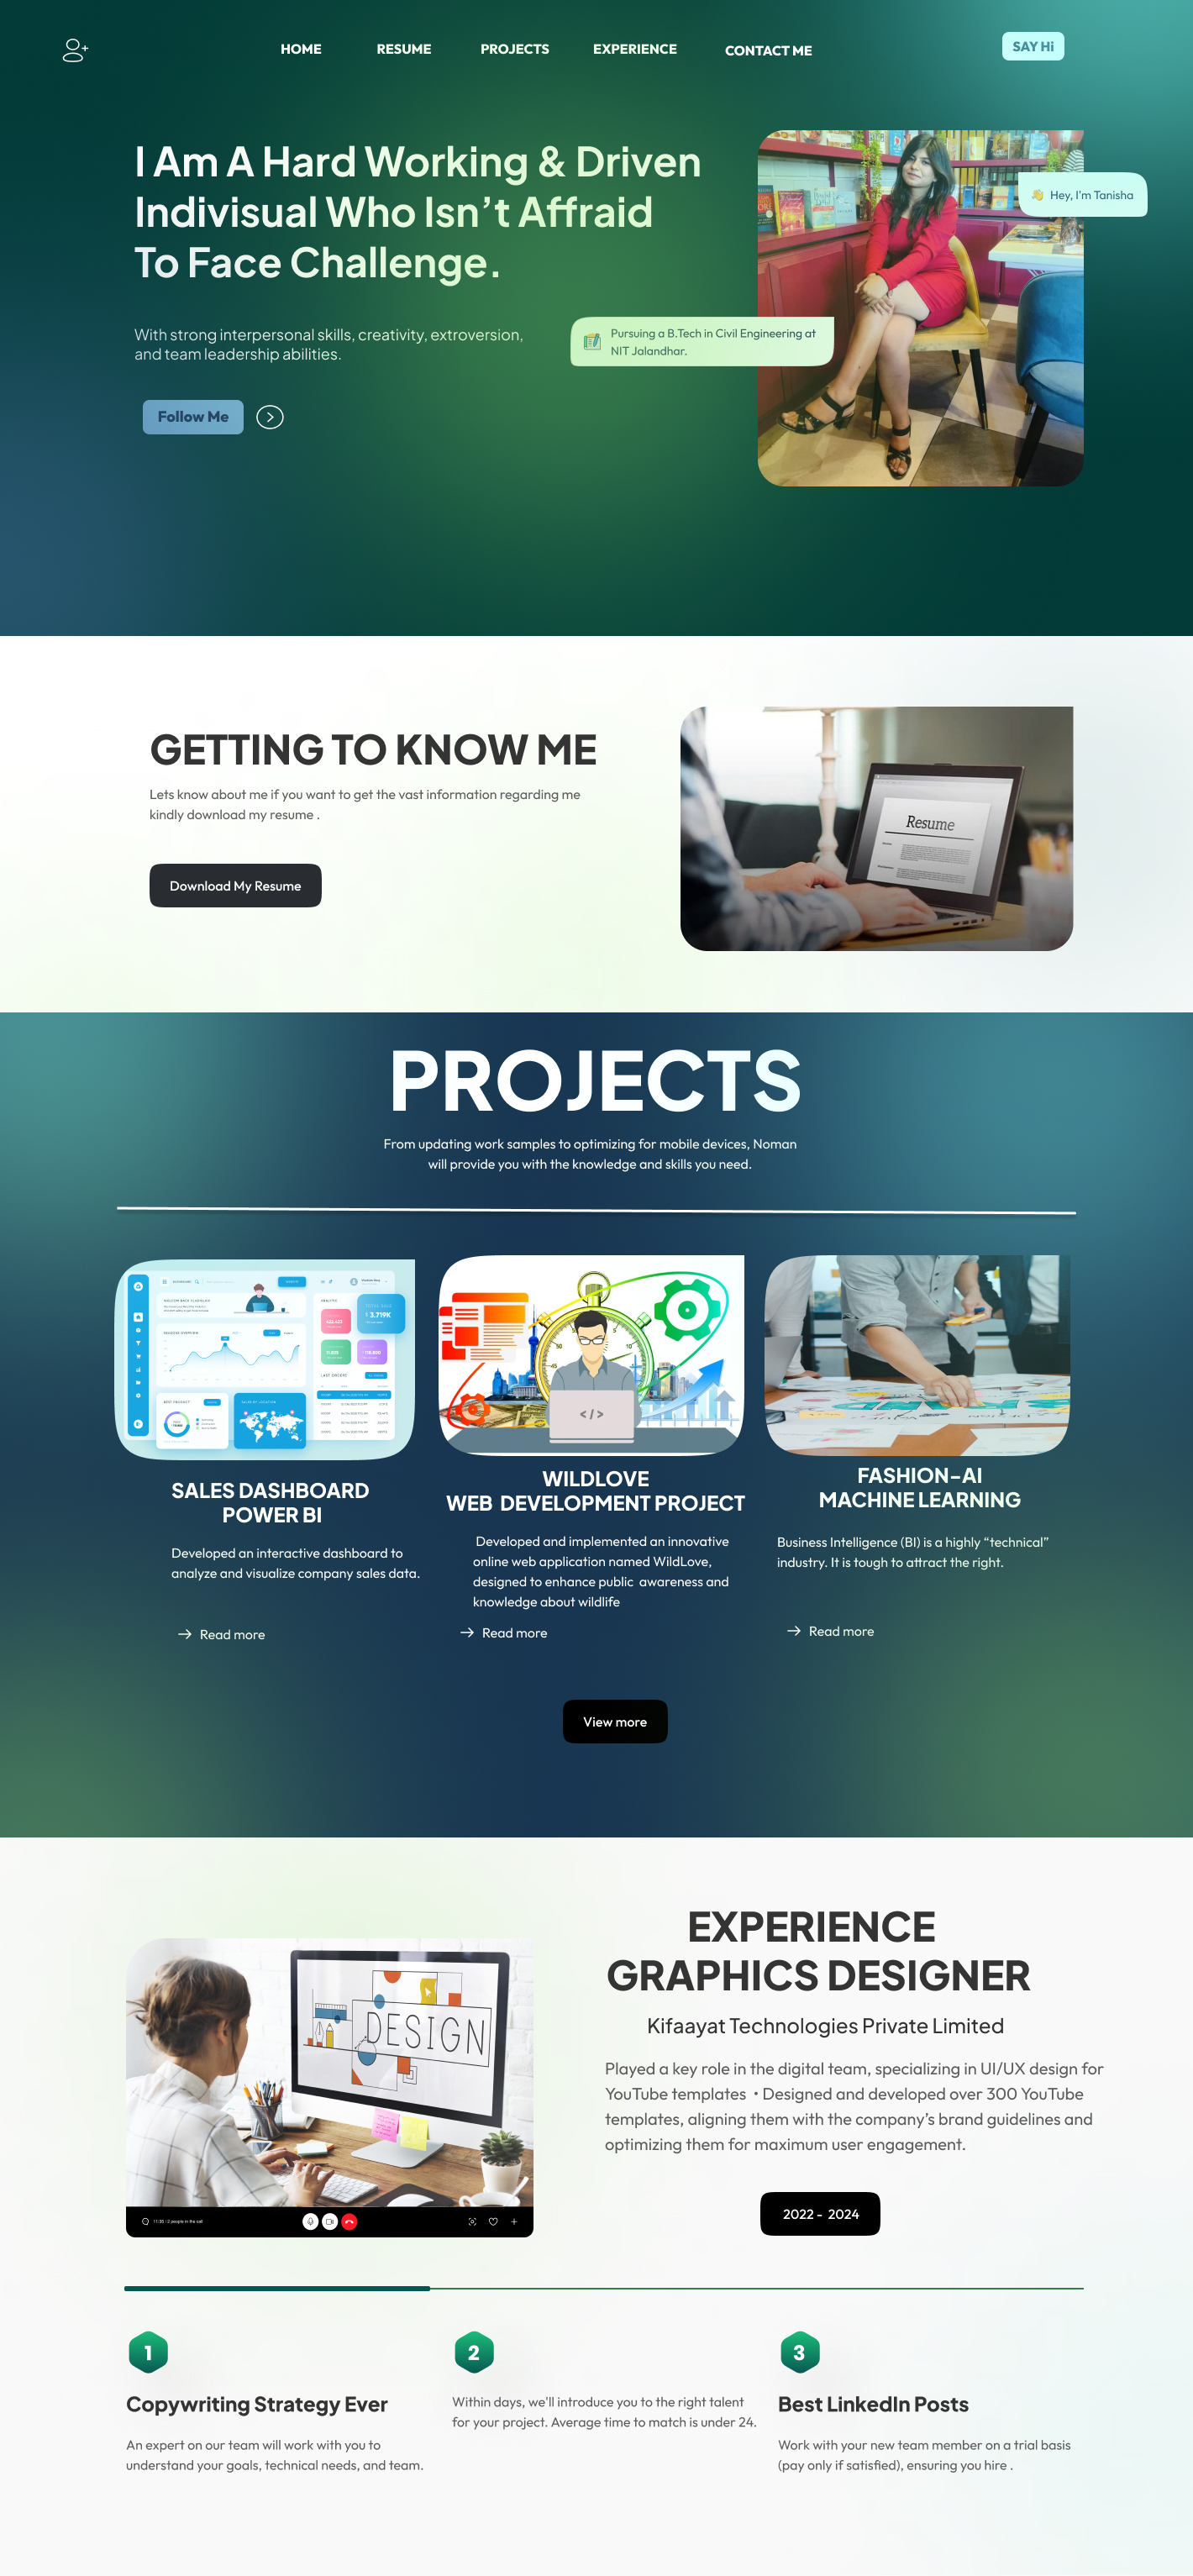 HOME RESUME PROJECTS EXPERIENCE CONTACT ME SAY Hi
I Am A Hard Working & Driven
Indivisual Who Isn't Affraid
To Face Challenge.
Hey, I'm Tanisha
With strong interpersonal skills, creativity, extroversion,
and team leadership abilities.
Pursuing a B.Tech in Civil Engineering at
NIT Jalandhar.
Follow Me
GETTING TO KNOW ME
Lets know about me if you want to get the vast information regarding me
kindly download my resume .
Download My Resume
Resume
PROJECTS
From updating work samples to optimizing for mobile devices, Noman
will provide you with the knowledge and skills you need.
3.719K
</>
SALES DASHBOARD
POWER BI
Developed an interactive dashboard to
analyze and visualize company sales data.
Read more
WILDLOVE
WEB DEVELOPMENT PROJECT
Developed and implemented an innovative
online web application named WildLove,
designed to enhance public awareness and
knowledge about wildlife
Read more
FASHION-AI
MACHINE LEARNING
Business Intelligence (BI) is a highly “technical”
industry. It is tough to attract the right.
Read more
View more
DESIGN
EXPERIENCE
GRAPHICS DESIGNER
Kifaayat Technologies Private Limited
Played a key role in the digital team, specializing in UI/UX design for
YouTube templates • Designed and developed over 300 YouTube
templates, aligning them with the company's brand guidelines and
optimizing them for maximum user engagement.
2022 - 2024
1
Copywriting Strategy Ever
An expert on our team will work with you to
understand your goals, technical needs, and team.
2
Within days, we'll introduce you to the right talent
for your project. Average time to match is under 24.
3
Best LinkedIn Posts
Work with your new team member on a trial basis
(pay only if satisfied), ensuring you hire .